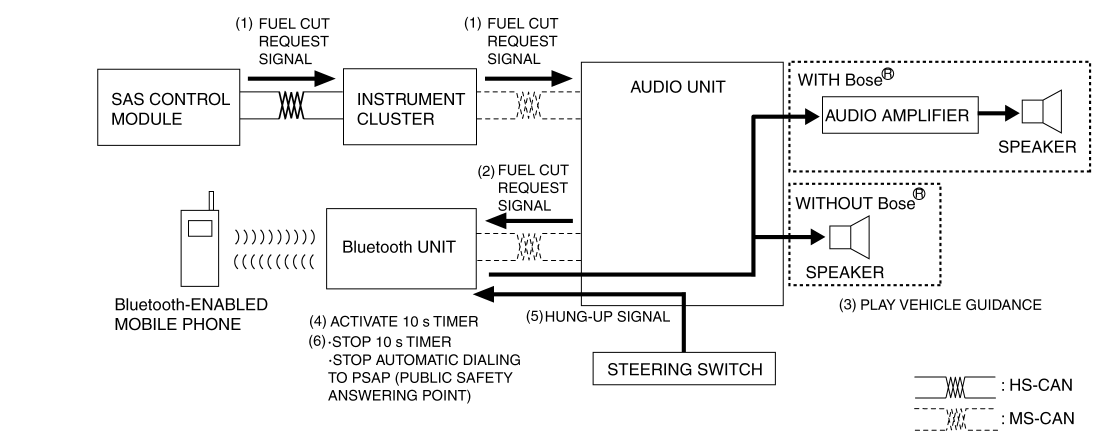 (1) FUEL CUT
REQUEST
SIGNAL
(1) FUEL CUT
REQUEST
SIGNAL
SAS CONTROL
MODULE
INSTRUMENT
CLUSTER
AUDIO UNIT
WITH Bose®
AUDIO AMPLIFIER
SPEAKER
(2) FUEL CUT
REQUEST
SIGNAL
WITHOUT Bose®
SPEAKER
Bluetooth UNIT
Bluetooth-ENABLED
MOBILE PHONE
(3) PLAY VEHICLE GUIDANCE
(4) ACTIVATE 10 s TIMER
(5) HUNG-UP SIGNAL
(6) ·STOP 10 s TIMER
·STOP AUTOMATIC DIALING
TO PSAP (PUBLIC SAFETY
ANSWERING POINT)
STEERING SWITCH
: HS-CAN
: MS-CAN